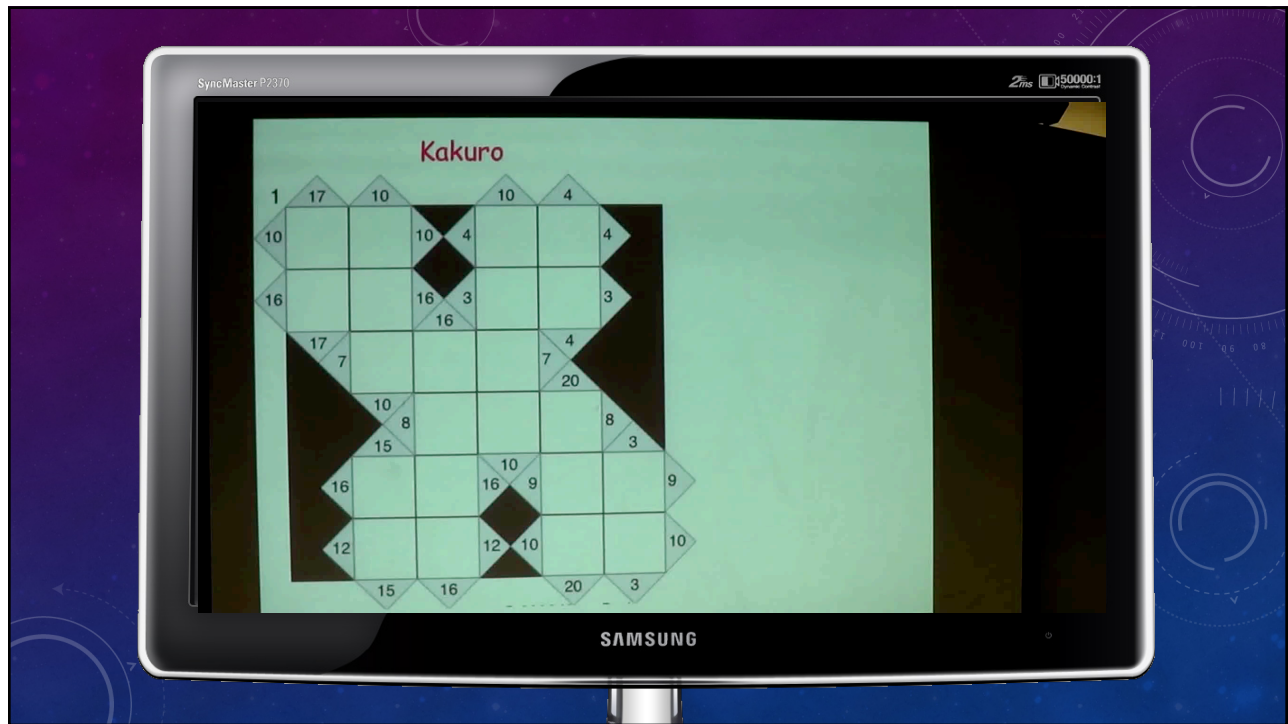 SyncMaster P2370
2ms 50000:1
Dynamic Contrast
Kakuro
1 17 10 10 4
10 10 4 4
16 16 3 3
16
17 7 7 4
20
10 8 8 3
15
16 16 10 9 9
12 12 10 10
15 16 20 3
SAMSUNG